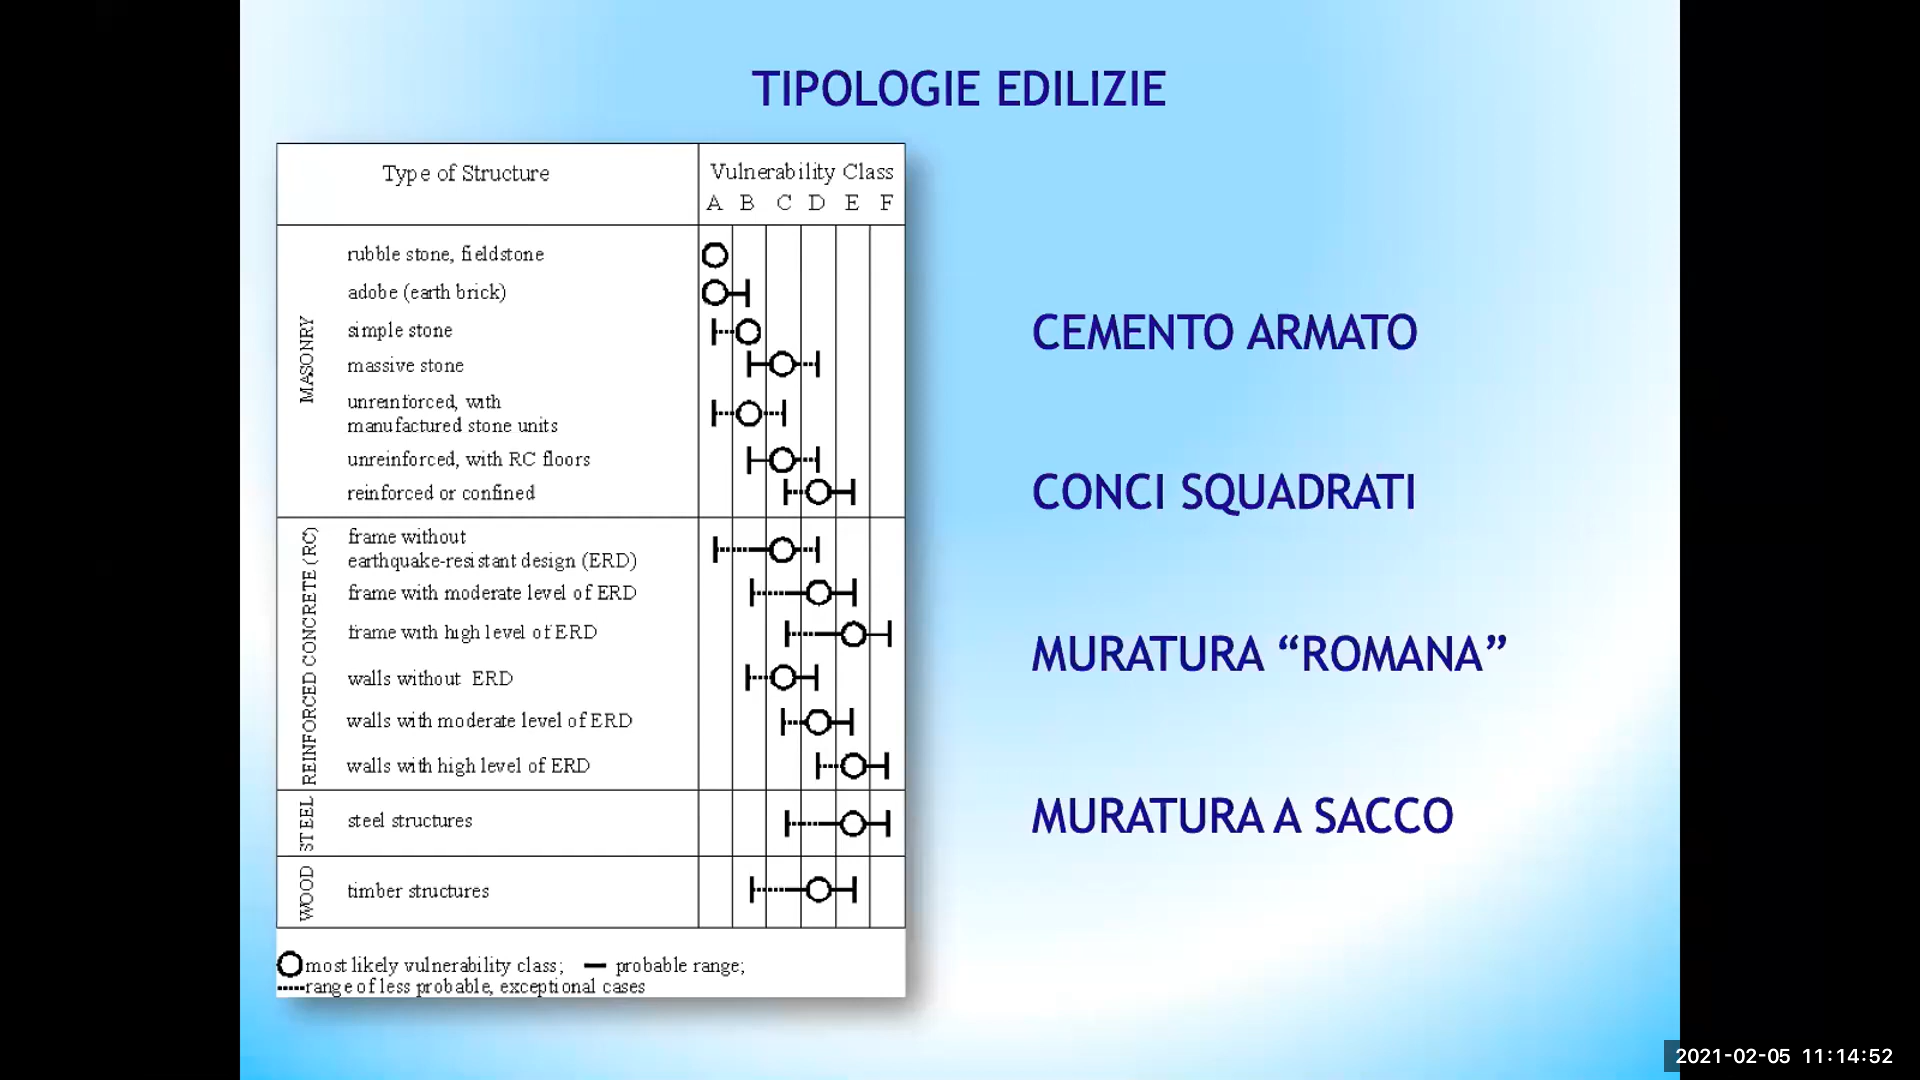 TIPOLOGIE EDILIZIE
Type of Structure
Vulnerability Class
A B C D E F
MASONRY
rubble stone, fieldstone
adobe (earth brick)
simple stone
massive stone
unreinforced, with
manufactured stone units
unreinforced, with RC floors
reinforced or confined
REINFORCED CONCRETE (RC)
frame without
earthquake-resistant design (ERD)
frame with moderate level of ERD
frame with high level of ERD
walls without ERD
walls with moderate level of ERD
walls with high level of ERD
STEEL
steel structures
WOOD
timber structures
most likely vulnerability class; probable range;
range of less probable, exceptional cases
CEMENTO ARMATO
CONCI SQUADRATI
MURATURA “ROMANA”
MURATURA A SACCO
2021-02-05 11:14:52